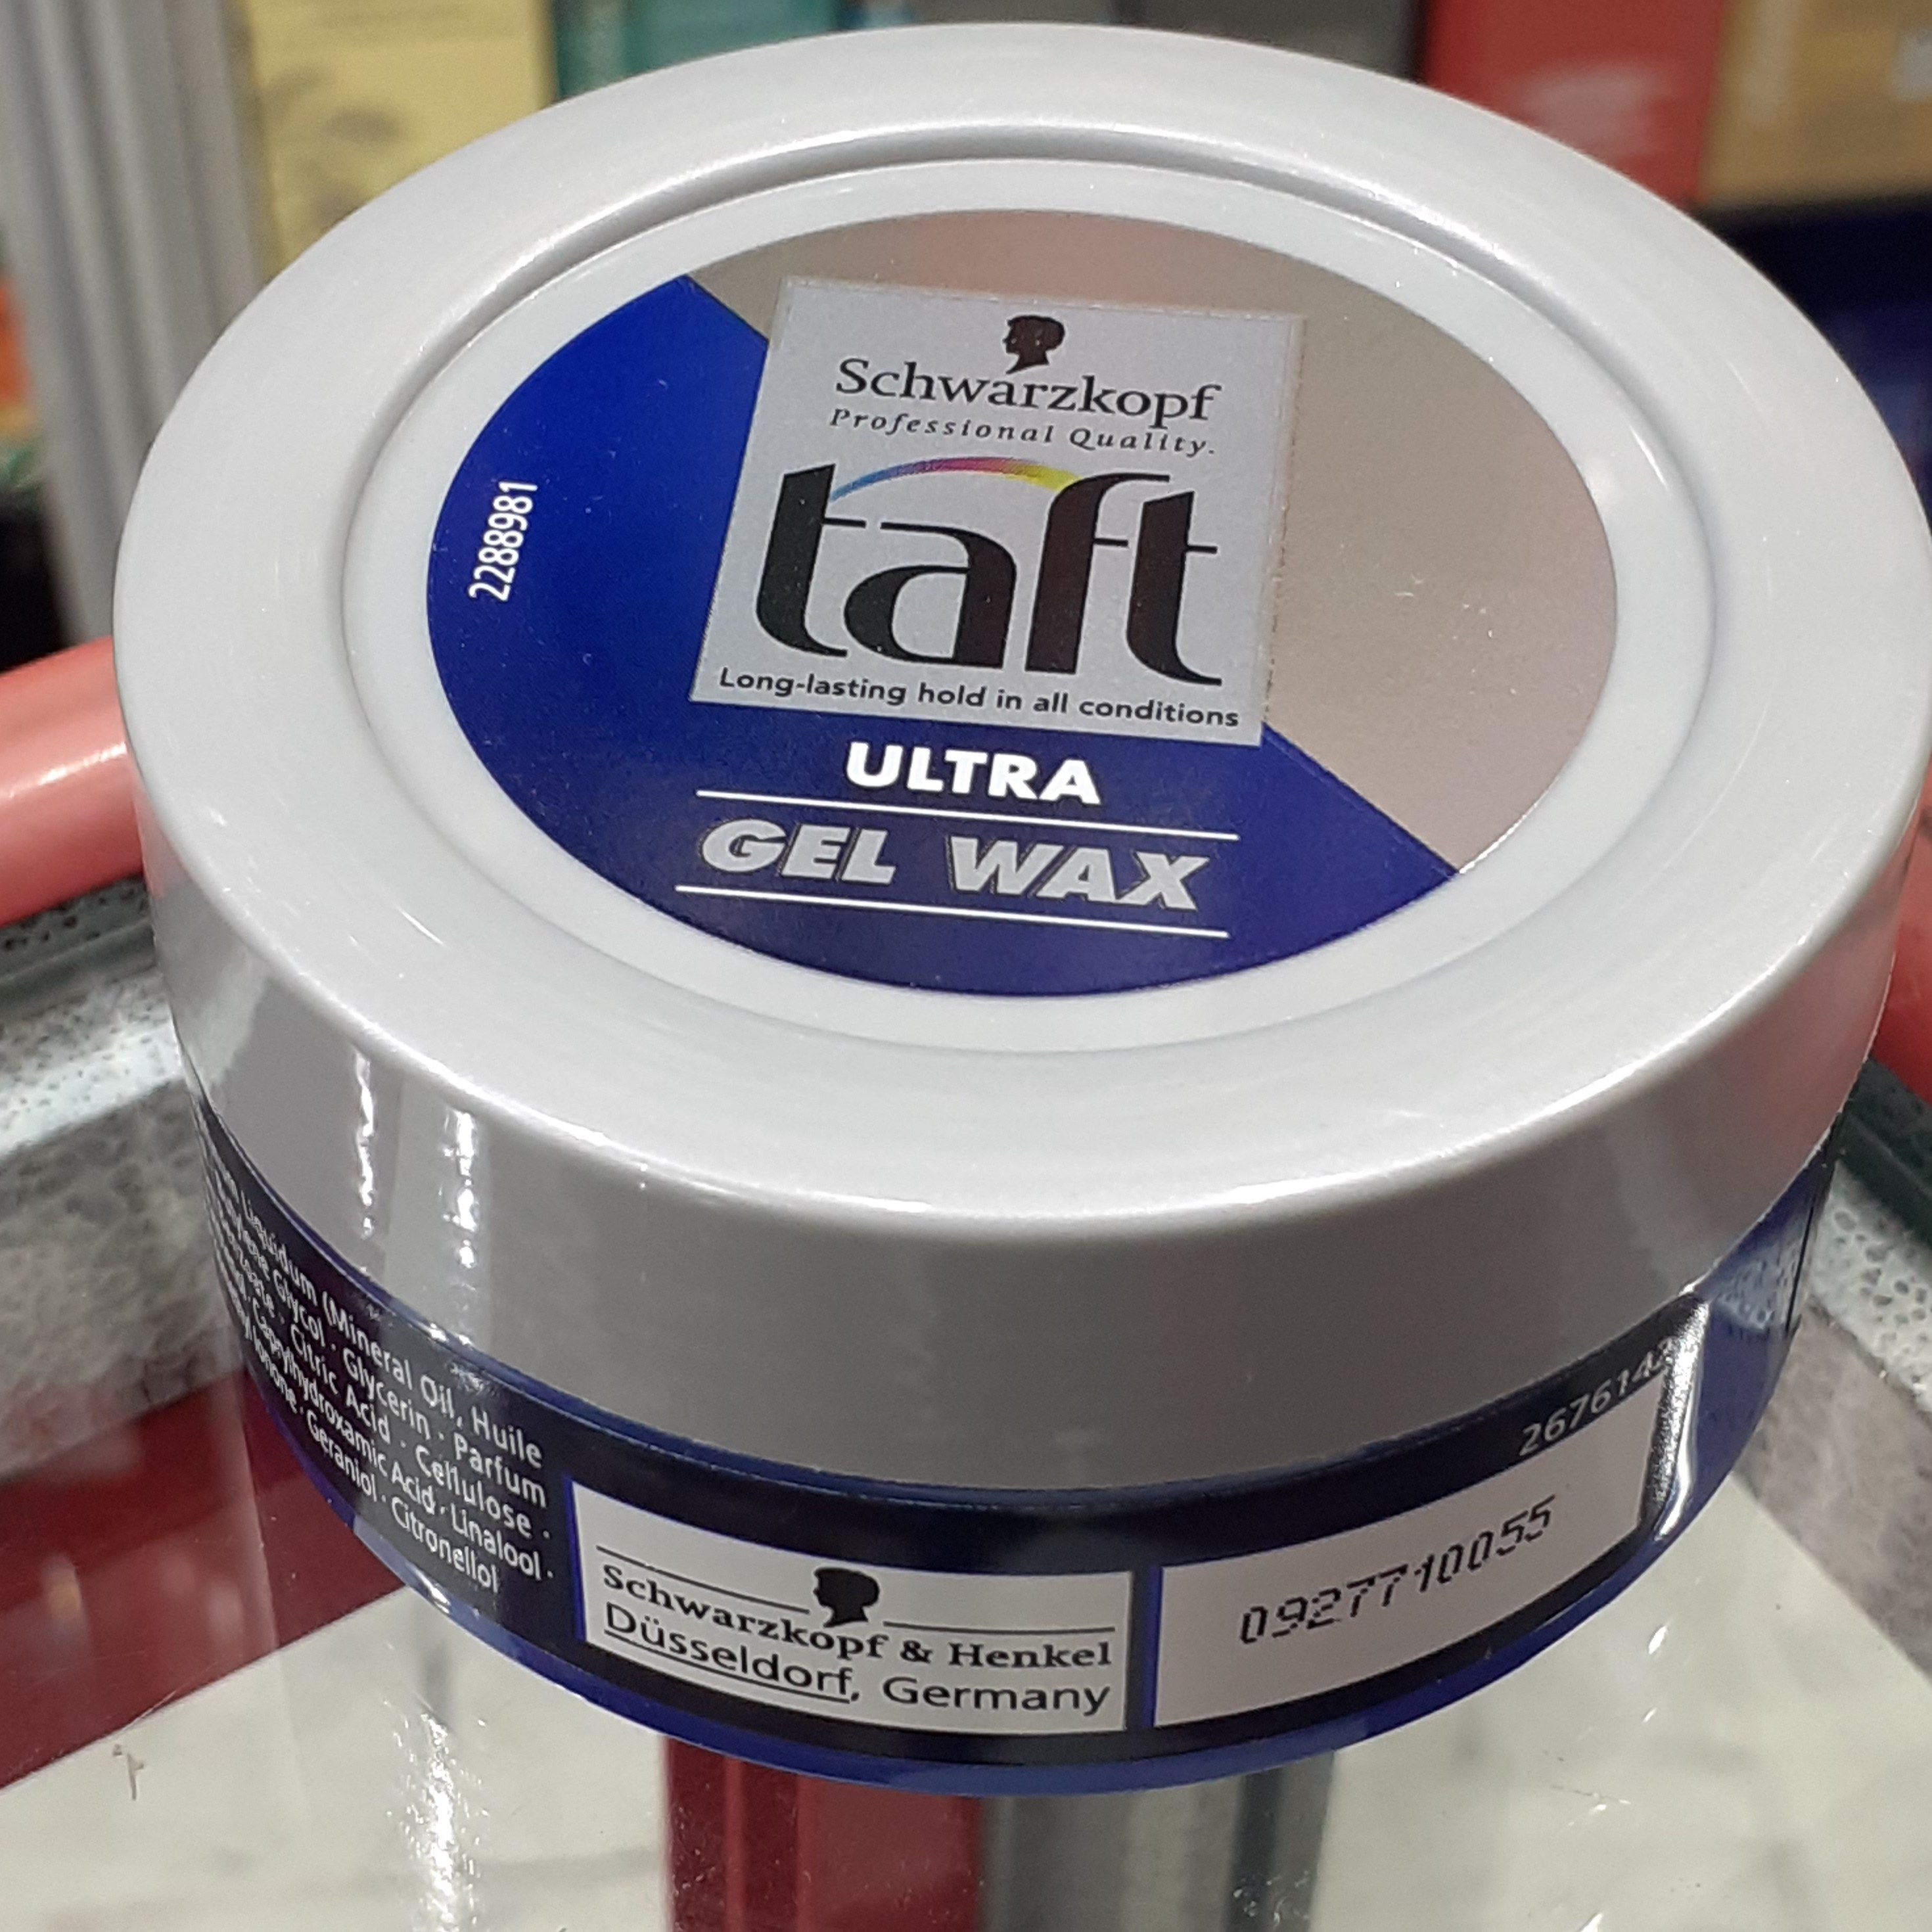 Schwarzkopf
Professional Quality.
taft
Long-lasting hold in all conditions
ULTRA
GEL WAX
2288981
Liquidum (Mineral Oil, Huile
Glycol · Glycerin · Parfum
Citric Acid · Cellulose ·
Caprylhydroxamic Acid · Linalool ·
Geraniol · Citronellol
Schwarzkopf & Henkel
Düsseldorf, Germany
0927710055